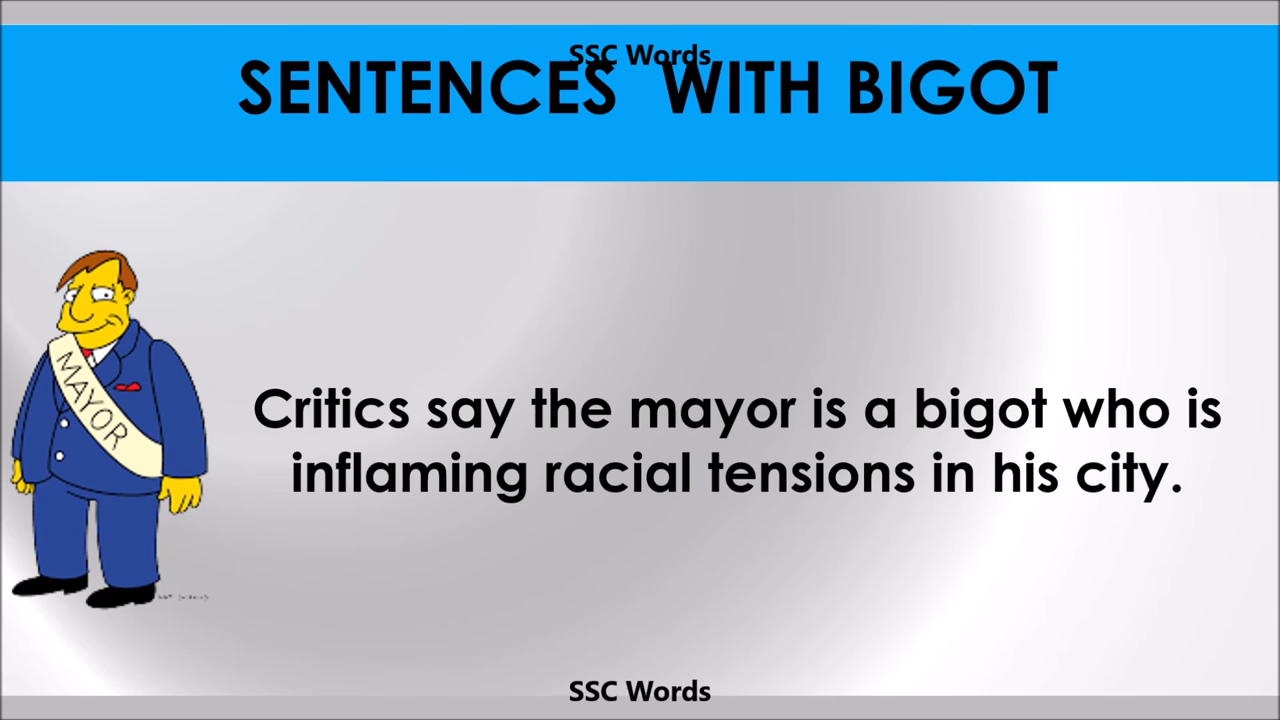 SSC Words
SENTENCES WITH BIGOT
MAYOR
Critics say the mayor is a bigot who is
inflaming racial tensions in his city.
SSC Words